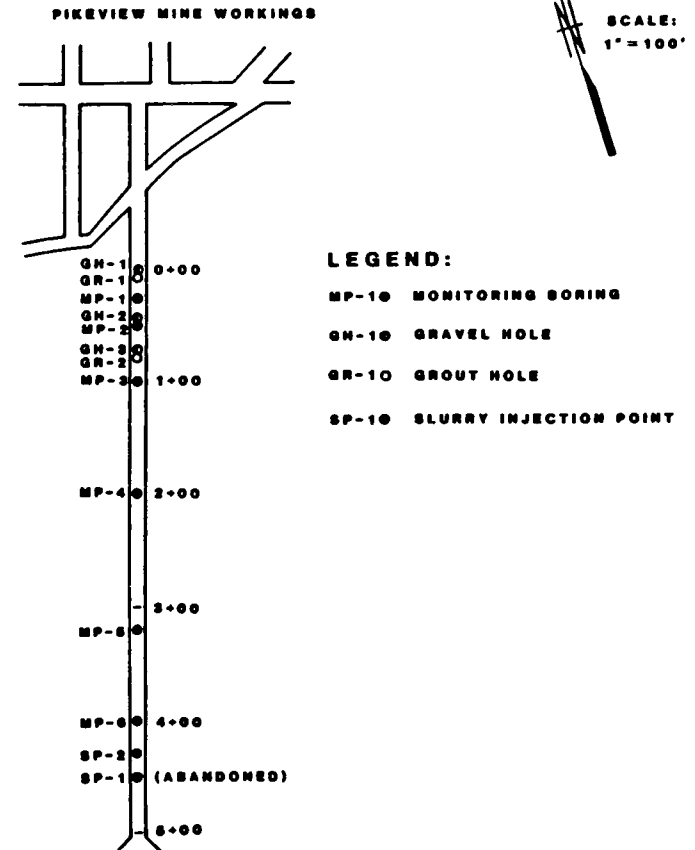 PIKEVIEW MINE WORKINGS
SCALE:
1" = 100'
LEGEND:
MP-1 MONITORING BORING
GH-1 GRAVEL HOLE
GR-1 GROUT HOLE
SP-1 SLURRY INJECTION POINT
GH-1 0+00
GR-1
MP-1
GH-2
MP-2
GH-3
GR-2
MP-3 1+00
MP-4 2+00
3+00
MP-5
MP-6 4+00
SP-2
SP-1 (ABANDONED)
5+00